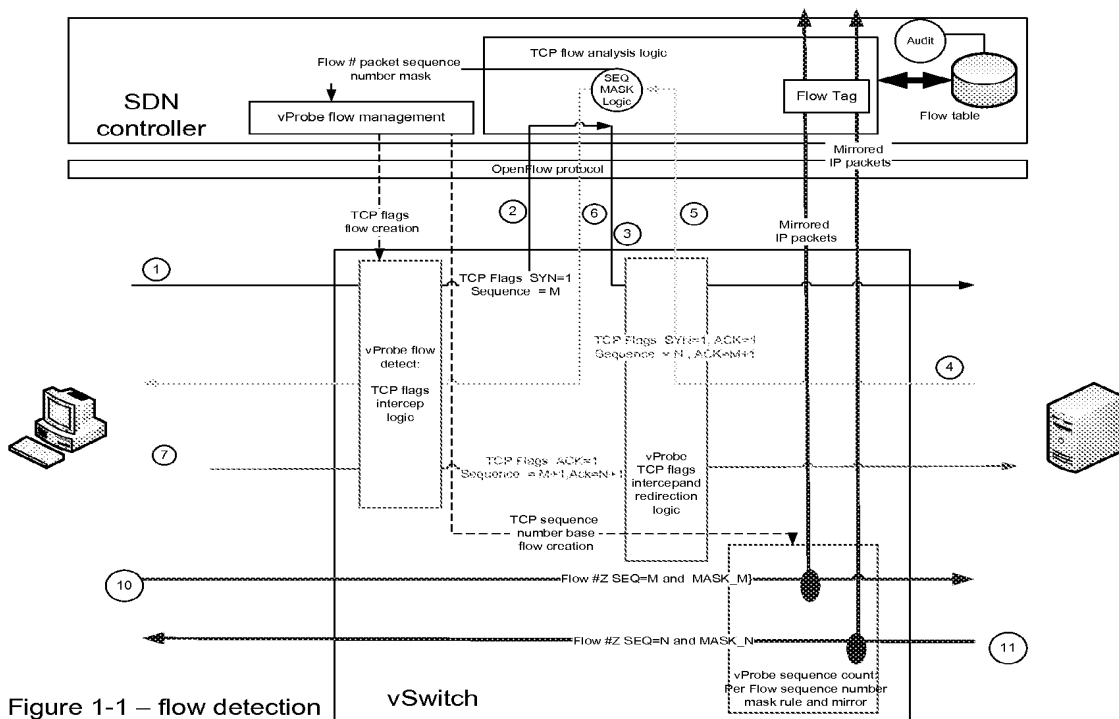 TCP flow analysis logic
Audit
Flow # packet sequence
number mask
SEQ
MASK
Logic
SDN
controller
vProbe flow management
Flow Tag
Flow table
Mirrored
IP packets
OpenFlow protocol
TCP flags
flow creation
2
6
3
5
Mirrored
IP packets
1
TCP Flags SYN=1
Sequence = M
vProbe flow
detect:
TCP flags
intercep
logic
TCP Flags SYN=1, ACK=1
Sequence = N , ACK=M+1
4
7
TCP Flags ACK=1
Sequence = M+1,Ack=N+1
vProbe
TCP flags
intercepand
redirection
logic
TCP sequence
number base
flow creation
10
Flow #Z SEQ=M and MASK_M}
Flow #Z SEQ=N and MASK_N
11
vProbe sequence count:
Per Flow sequence number
mask rule and mirror
vSwitch
Figure 1-1 – flow detection